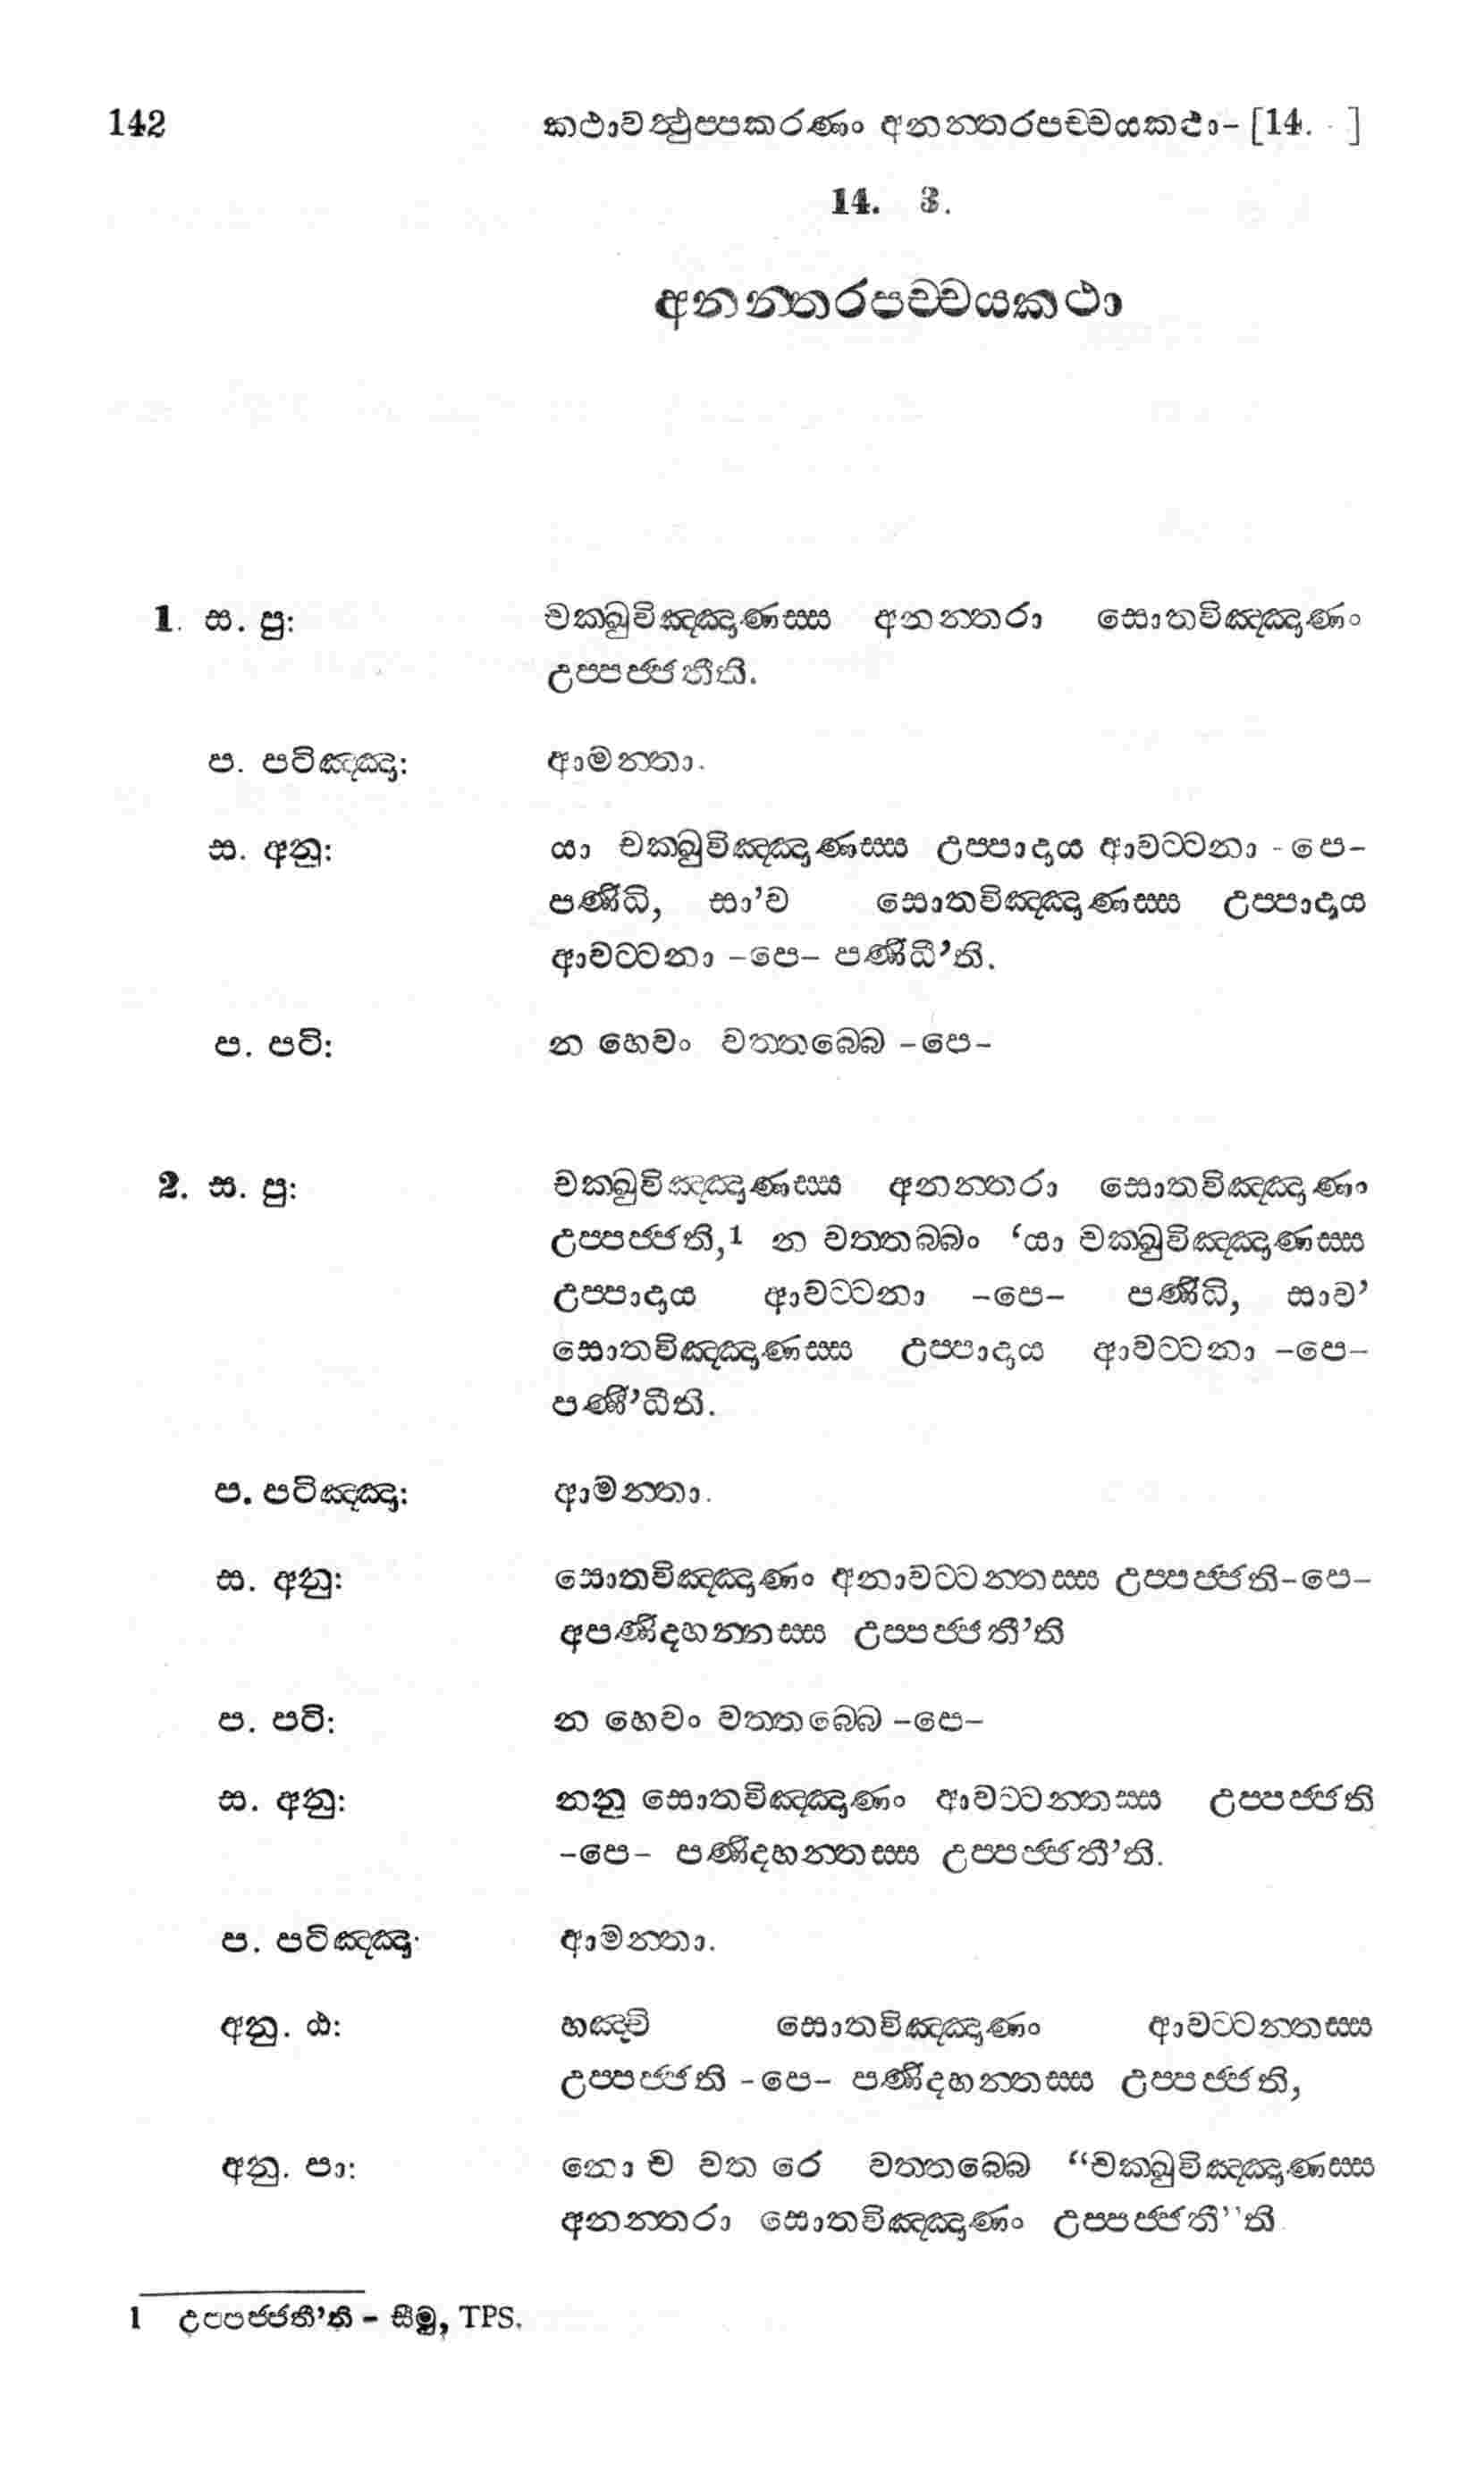 142 කථාවත්‍ථුප්‍පකරණං අනන්‍තරපච්‍චයකථා- [14. ]
14. 3.
අනන්‍තරපච්‍චයකථා
1. ස. පු: චක්‍ඛුවිඤ්‍ඤාණස්‍ස අනන්‍තරා සොතවිඤ්‍ඤාණං
උප්‍පජ්‍ජතීති.
ප. පටිඤ්‍ඤා: ආමන්‍තා.
ස. අනු: යා චක්‍ඛුවිඤ්‍ඤාණස්‍ස උප්‍පාදාය ආවට්‍ටනා -පෙ-
පණිධි, සා’ව සොතවිඤ්‍ඤාණස්‍ස උප්‍පාදාය
ආවට්‍ටනා -පෙ- පණිධී’ති.
ප. පටි: න හෙවං වත්‍තබ්‍බෙ -පෙ-
2. ස. පු: චක්‍ඛුවිඤ්‍ඤාණස්‍ස අනන්‍තරා සොතවිඤ්‍ඤාණං
උප්‍පජ්‍ජති,1 න වත්‍තබ්‍බං ‘යා චක්‍ඛුවිඤ්‍ඤාණස්‍ස
උප්‍පාදාය ආවට්‍ටනා -පෙ- පණිධි, සාව’
සොතවිඤ්‍ඤාණස්‍ස උප්‍පාදාය ආවට්‍ටනා -පෙ-
පණි’ධීති.
ප. පටිඤ්‍ඤා: ආමන්‍තා.
ස. අනු: සොතවිඤ්‍ඤාණං අනාවට්‍ටන්‍තස්‍ස උප්‍පජ්‍ජති-පෙ-
අපණිදහන්‍තස්‍ස උප්‍පජ්‍ජතී’ති
ප. පටි: න හෙවං වත්‍තබ්‍බෙ -පෙ-
ස. අනු: නනු සොතවිඤ්‍ඤාණං ආවට්‍ටන්‍තස්‍ස උප්‍පජ්‍ජති
-පෙ- පණිදහන්‍තස්‍ස උප්‍පජ්‍ජතී’ති.
ප. පටිඤ්‍ඤා: ආමන්‍තා.
අනු. ඨ: හඤ්‍චි සොතවිඤ්‍ඤාණං ආවට්‍ටන්‍තස්‍ස
උප්‍පජ්‍ජති -පෙ- පණිදහන්‍තස්‍ස උප්‍පජ්‍ජති,
අනු. පා: නො ච වත රෙ වත්‍තබ්‍බෙ “චක්‍ඛුවිඤ්‍ඤාණස්‍ස
අනන්‍තරා සොතවිඤ්‍ඤාණං උප්‍පජ්‍ජතී”ති
1 උප්‍පජ්‍ජතී’ති - සීමු, TPS.